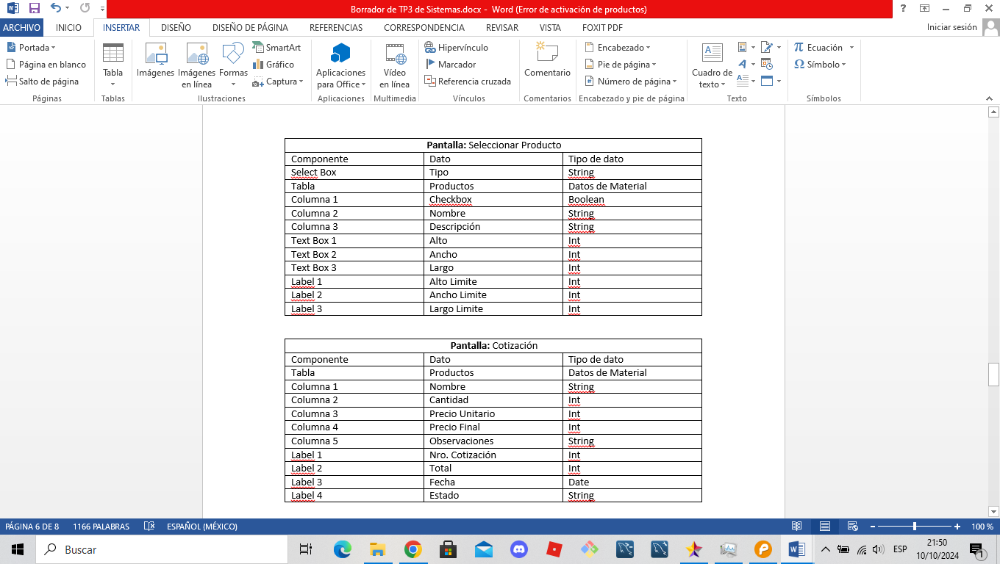 Borrador de TP3 de Sistemas.docx - Word (Error de activación de productos)
ARCHIVO INICIO INSERTAR DISEÑO DISEÑO DE PÁGINA REFERENCIAS CORRESPONDENCIA REVISAR VISTA FOXIT PDF Iniciar sesión
Portada
Página en blanco
Salto de página
Páginas
Tabla
Tablas
Imágenes
Imágenes en línea
Formas
SmartArt
Gráfico
Captura
Ilustraciones
Aplicaciones para Office
Aplicaciones
Vídeo en línea
Multimedia
Hipervínculo
Marcador
Referencia cruzada
Vínculos
Comentario
Comentarios
Encabezado
Pie de página
Número de página
Encabezado y pie de página
Cuadro de texto
Texto
Ecuación
Símbolo
Símbolos
Pantalla: Seleccionar Producto
Componente Dato Tipo de dato
Select Box Tipo String
Tabla Productos Datos de Material
Columna 1 Checkbox Boolean
Columna 2 Nombre String
Columna 3 Descripción String
Text Box 1 Alto Int
Text Box 2 Ancho Int
Text Box 3 Largo Int
Label 1 Alto Limite Int
Label 2 Ancho Limite Int
Label 3 Largo Limite Int
Pantalla: Cotización
Componente Dato Tipo de dato
Tabla Productos Datos de Material
Columna 1 Nombre String
Columna 2 Cantidad Int
Columna 3 Precio Unitario Int
Columna 4 Precio Final Int
Columna 5 Observaciones String
Label 1 Nro. Cotización Int
Label 2 Total Int
Label 3 Fecha Date
Label 4 Estado String
PÁGINA 6 DE 8 1166 PALABRAS ESPAÑOL (MÉXICO) 100 %
Buscar
ESP
21:50
10/10/2024
1